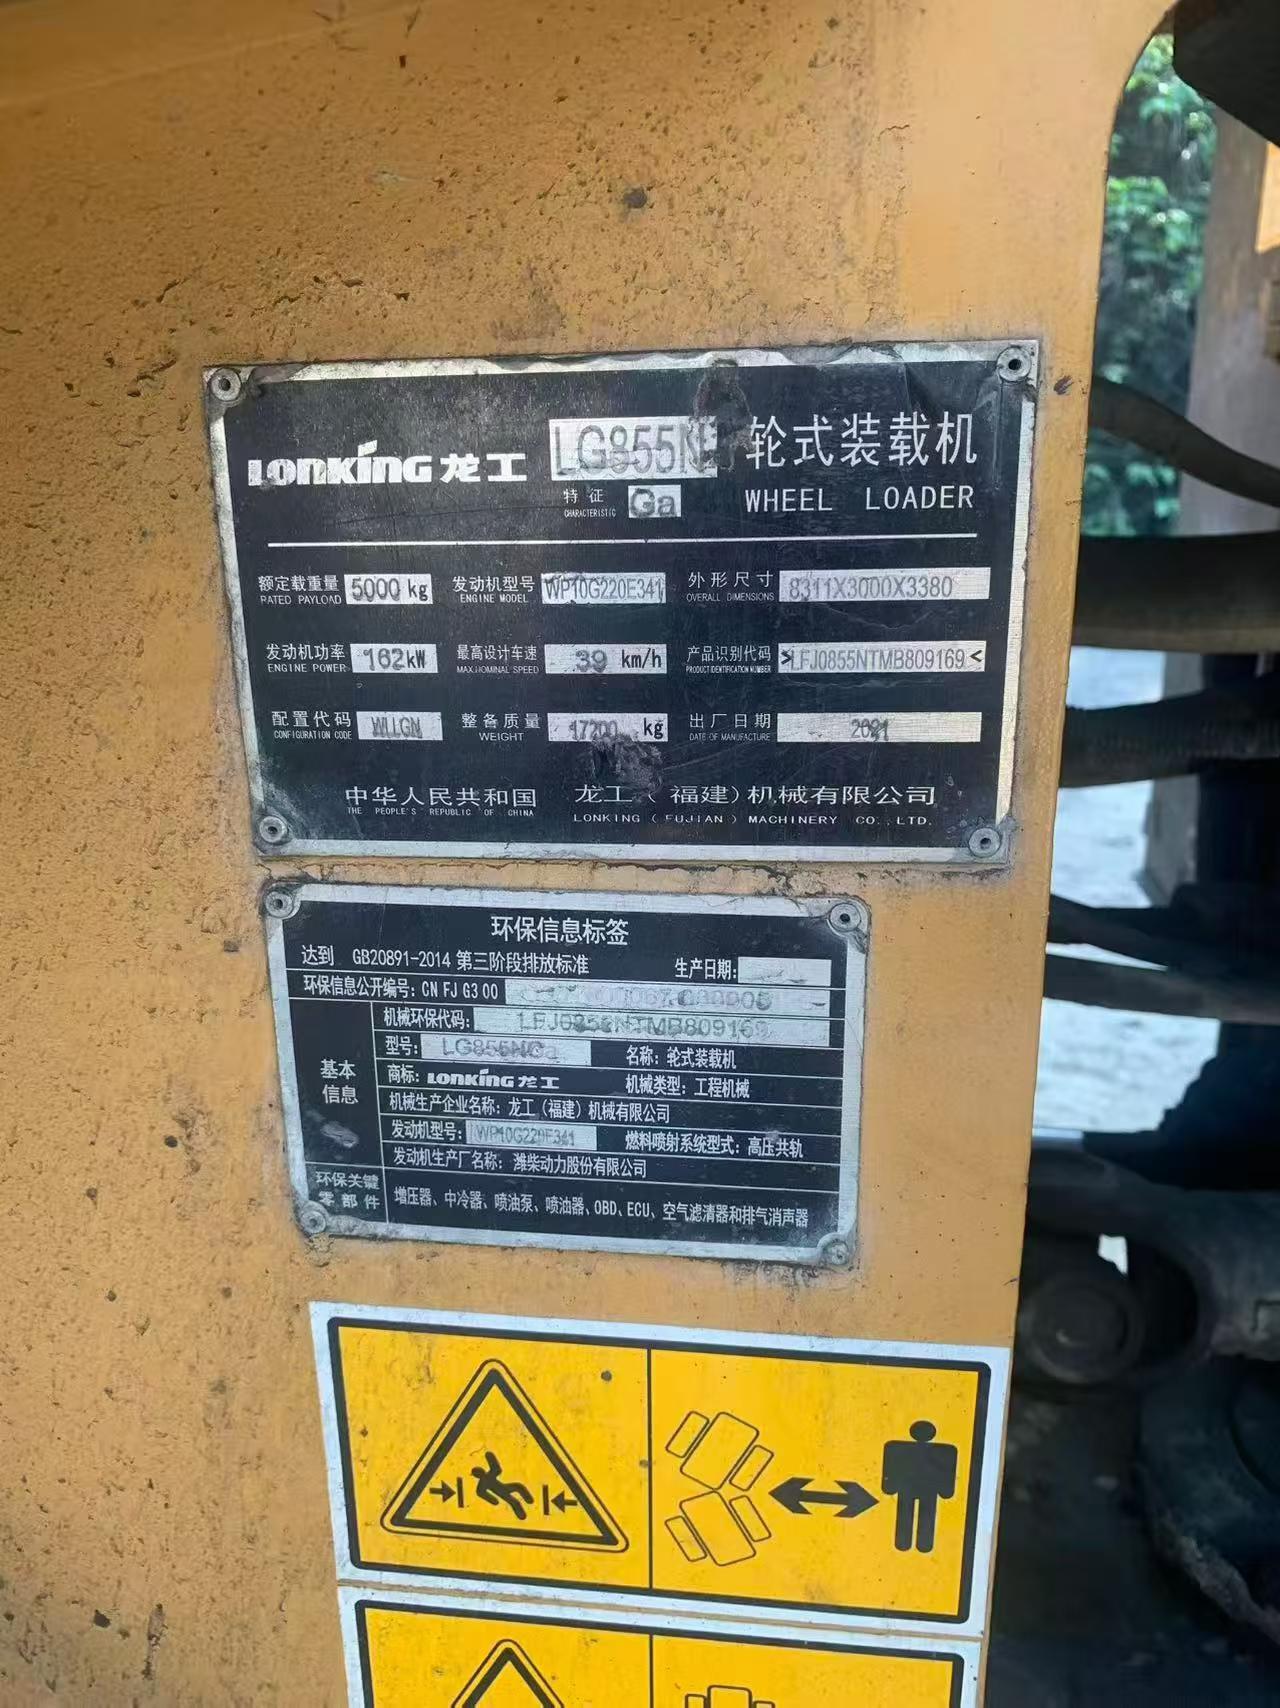 LONKING 龙工 LG855N 轮式装载机
特征 CHARACTERISTIC Ga WHEEL LOADER
额定载重量 RATED PAYLOAD 5000 kg 发动机型号 ENGINE MODEL WP10G220E341 外形尺寸 OVERALL DIMENSIONS 8311X3000X3380
发动机功率 ENGINE POWER 162kW 最高设计车速 MAX.NOMINAL SPEED 39 km/h 产品识别代码 PRODUCT IDENTIFICATION NUMBER >LFJ0855NTMB809169<
配置代码 CONFIGURATION CODE WLLGN 整备质量 WEIGHT 17200 kg 出厂日期 DATE OF MANUFACTURE 2021
中华人民共和国 龙工(福建)机械有限公司
THE PEOPLE'S REPUBLIC OF CHINA LONKING (FUJIAN) MACHINERY CO.,LTD.
环保信息标签
达到 GB20891-2014 第三阶段排放标准 生产日期:
环保信息公开编号: CN FJ G3 00
机械环保代码: LFJ0855NTMB809169
基本信息
型号: LG855NGa 名称: 轮式装载机
商标: LONKING 龙工 机械类型: 工程机械
机械生产企业名称: 龙工(福建)机械有限公司
发动机型号: WP10G220E341 燃料喷射系统型式: 高压共轨
发动机生产厂名称: 潍柴动力股份有限公司
环保关键零部件 增压器、中冷器、喷油泵、喷油器、OBD、ECU、空气滤清器和排气消声器